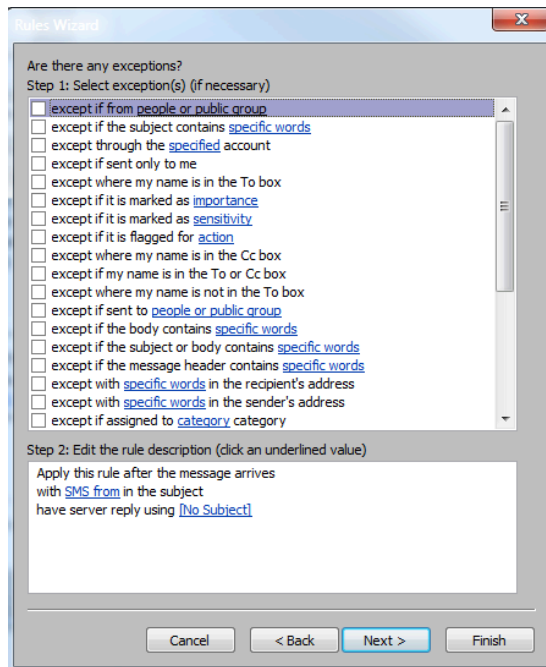 Rules Wizard
Are there any exceptions?
Step 1: Select exception(s) (if necessary)
except if from people or public group
except if the subject contains specific words
except through the specified account
except if sent only to me
except where my name is in the To box
except if it is marked as importance
except if it is marked as sensitivity
except if it is flagged for action
except where my name is in the Cc box
except if my name is in the To or Cc box
except where my name is not in the To box
except if sent to people or public group
except if the body contains specific words
except if the subject or body contains specific words
except if the message header contains specific words
except with specific words in the recipient's address
except with specific words in the sender's address
except if assigned to category category
Step 2: Edit the rule description (click an underlined value)
Apply this rule after the message arrives
with SMS from in the subject
have server reply using [No Subject]
Cancel < Back Next > Finish